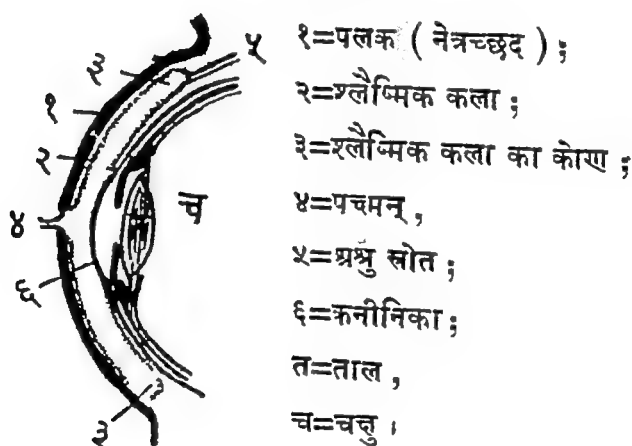 ३ ५
१
२
४ च
६
३
३
१=पलक ( नेत्रच्छद ) ;
२=श्लैष्मिक कला ;
३=श्लैष्मिक कला का कोण ;
४=पक्ष्मन्,
५=अश्रु स्रोत ;
६=कनीनिका ;
त=ताल ,
च=चक्षु ।